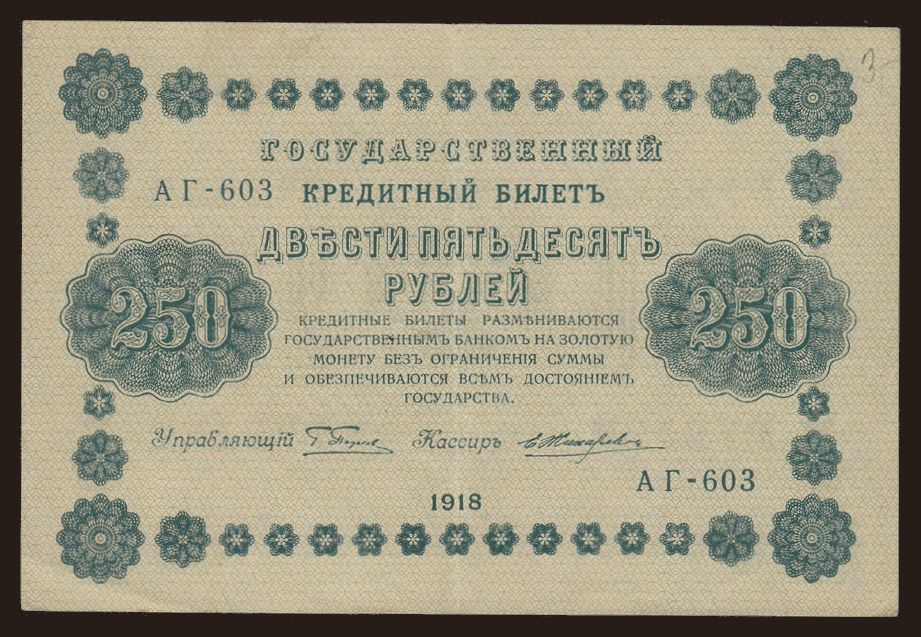 3-
ГОСУДАРСТВЕННЫЙ
АГ-603 КРЕДИТНЫЙ БИЛЕТЪ
ДВѢСТИ ПЯТЬДЕСЯТЪ
РУБЛЕЙ
250 250
КРЕДИТНЫЕ БИЛЕТЫ РАЗМѢНИВАЮТСЯ
ГОСУДАРСТВЕННЫМЪ БАНКОМЪ НА ЗОЛОТУЮ
МОНЕТУ БЕЗЪ ОГРАНИЧЕНІЯ СУММЫ
И ОБЕЗПЕЧИВАЮТСЯ ВСѢМЪ ДОСТОЯНІЕМЪ
ГОСУДАРСТВА.
Управляющій Кассиръ
АГ-603
1918